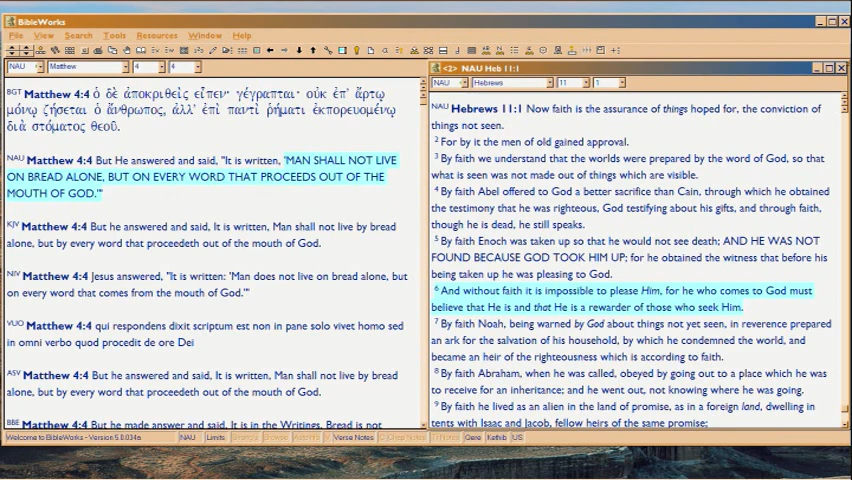 BibleWorks
File View Search Tools Resources Window Help
NAU Matthew 4 4
BGT Matthew 4:4 ὁ δὲ ἀποκριθεὶς εἶπεν· γέγραπται· οὐκ ἐπ' ἄρτῳ
μόνῳ ζήσεται ὁ ἄνθρωπος, ἀλλ' ἐπὶ παντὶ ῥήματι ἐκπορευομένῳ
διὰ στόματος θεοῦ.
NAU Matthew 4:4 But He answered and said, "It is written, 'MAN SHALL NOT LIVE
ON BREAD ALONE, BUT ON EVERY WORD THAT PROCEEDS OUT OF THE
MOUTH OF GOD.'"
KJV Matthew 4:4 But he answered and said, It is written, Man shall not live by bread
alone, but by every word that proceedeth out of the mouth of God.
NIV Matthew 4:4 Jesus answered, "It is written: 'Man does not live on bread alone, but
on every word that comes from the mouth of God.'"
VUO Matthew 4:4 qui respondens dixit scriptum est non in pane solo vivet homo sed
in omni verbo quod procedit de ore Dei
ASV Matthew 4:4 But he answered and said, It is written, Man shall not live by bread
alone, but by every word that proceedeth out of the mouth of God.
BBE Matthew 4:4 But he made answer and said, It is in the Writings, Bread is not
<2> NAU Heb 11:1
NAU Hebrews 11 1
NAU Hebrews 11:1 Now faith is the assurance of things hoped for, the conviction of
things not seen.
2 For by it the men of old gained approval.
3 By faith we understand that the worlds were prepared by the word of God, so that
what is seen was not made out of things which are visible.
4 By faith Abel offered to God a better sacrifice than Cain, through which he obtained
the testimony that he was righteous, God testifying about his gifts, and through faith,
though he is dead, he still speaks.
5 By faith Enoch was taken up so that he would not see death; AND HE WAS NOT
FOUND BECAUSE GOD TOOK HIM UP; for he obtained the witness that before his
being taken up he was pleasing to God.
6 And without faith it is impossible to please Him, for he who comes to God must
believe that He is and that He is a rewarder of those who seek Him.
7 By faith Noah, being warned by God about things not yet seen, in reverence prepared
an ark for the salvation of his household, by which he condemned the world, and
became an heir of the righteousness which is according to faith.
8 By faith Abraham, when he was called, obeyed by going out to a place which he was
to receive for an inheritance; and he went out, not knowing where he was going.
9 By faith he lived as an alien in the land of promise, as in a foreign land, dwelling in
tents with Isaac and Jacob, fellow heirs of the same promise;
Welcome to BibleWorks - Version 5.0.034a NAU Limits Browse V Verse Notes Qere Kethib US